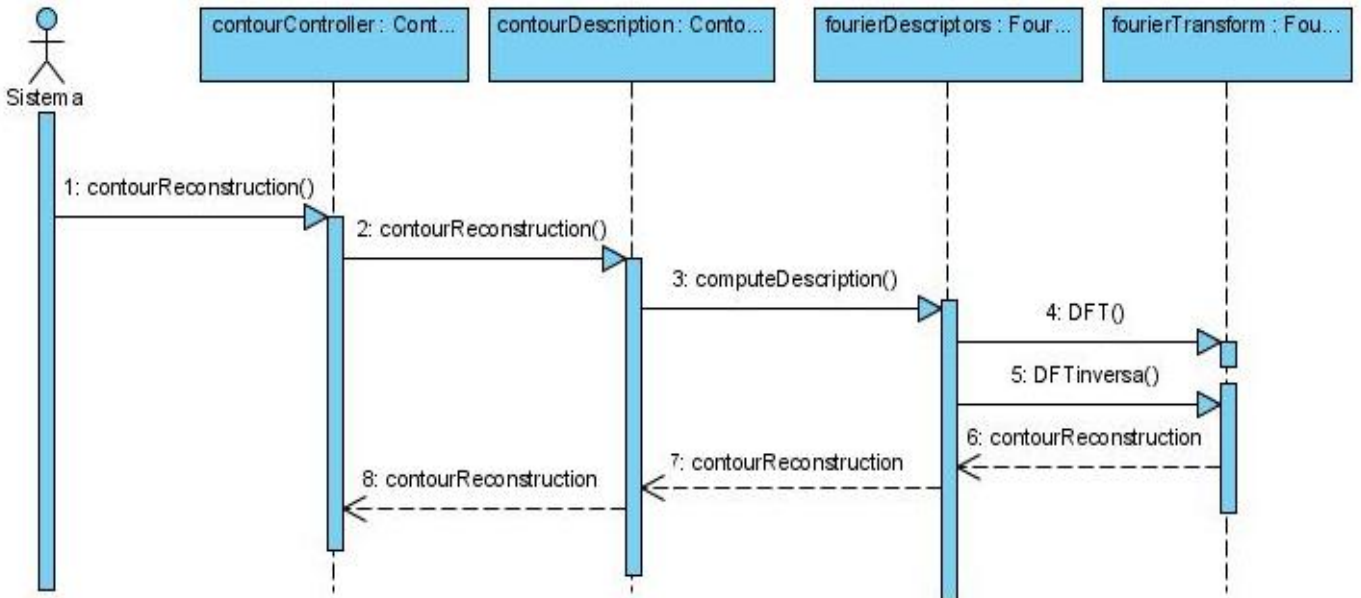 contourController : Cont...
contourDescription : Conto...
fourierDescriptors : Four...
fourierTransform : Fou...
Sistema
1: contourReconstruction()
2: contourReconstruction()
3: computeDescription()
4: DFT()
5: DFTinversa()
6: contourReconstruction
7: contourReconstruction
8: contourReconstruction